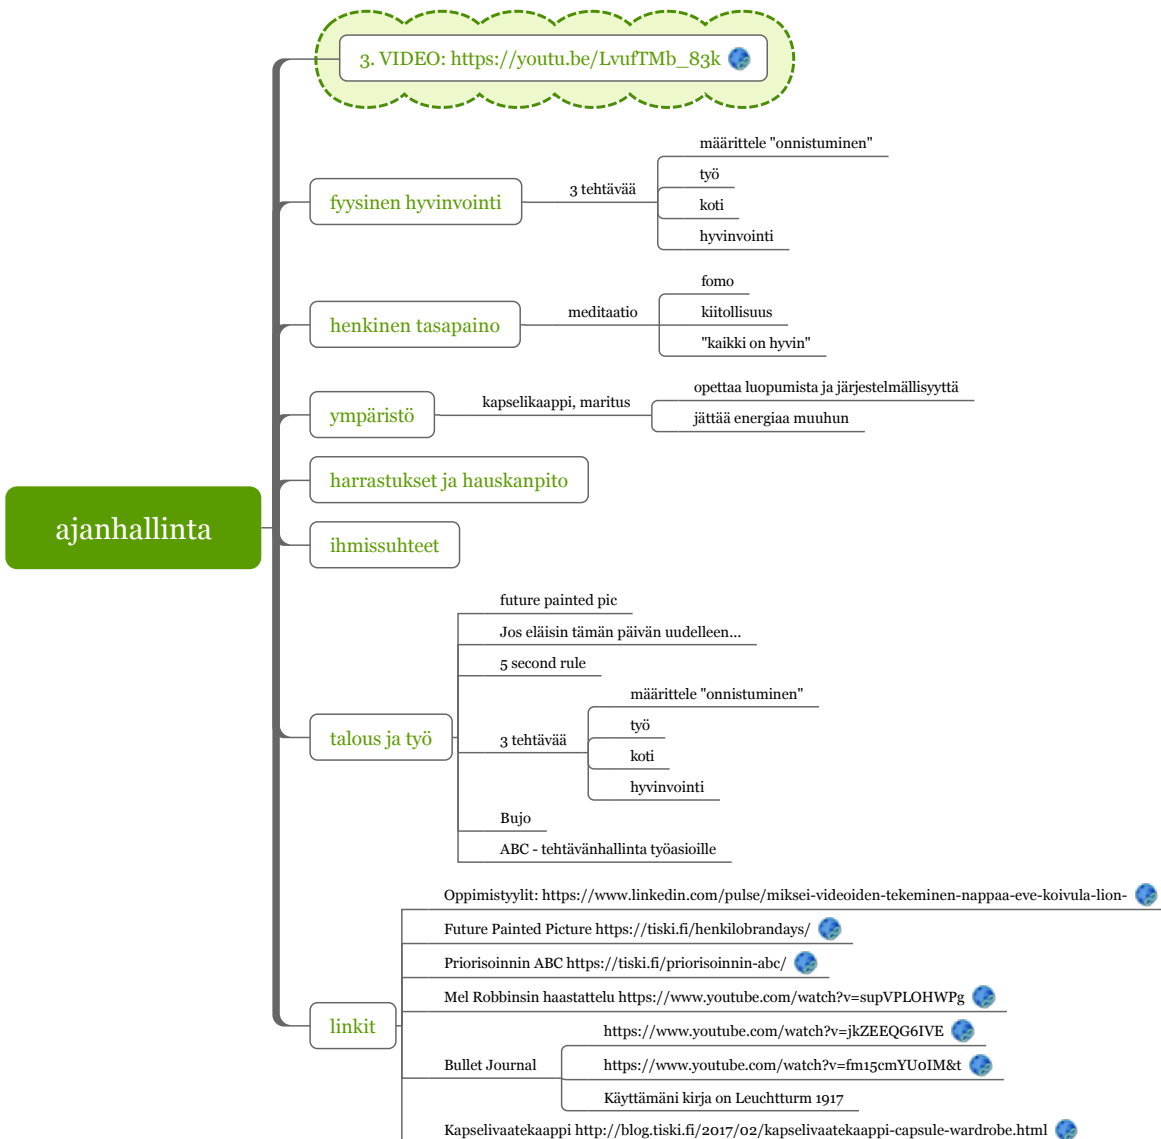 3. VIDEO: https://youtu.be/LvufTMb_83k
fyysinen hyvinvointi
3 tehtävää
määrittele "onnistuminen"
työ
koti
hyvinvointi
henkinen tasapaino
meditaatio
fomo
kiitollisuus
"kaikki on hyvin"
ympäristö
kapselikaappi, maritus
opettaa luopumista ja järjestelmällisyyttä
jättää energiaa muuhun
harrastukset ja hauskanpito
ajanhallinta
ihmissuhteet
talous ja työ
future painted pic
Jos eläisin tämän päivän uudelleen...
5 second rule
3 tehtävää
määrittele "onnistuminen"
työ
koti
hyvinvointi
Bujo
ABC - tehtävänhallinta työasioille
linkit
Oppimistyylit: https://www.linkedin.com/pulse/miksei-videoiden-tekeminen-nappaa-eve-koivula-lion-
Future Painted Picture https://tiski.fi/henkilobrandays/
Priorisoinnin ABC https://tiski.fi/priorisoinnin-abc/
Mel Robbinsin haastattelu https://www.youtube.com/watch?v=supVPLOHWPg
Bullet Journal
https://www.youtube.com/watch?v=jkZEEQG6IVE
https://www.youtube.com/watch?v=fm15cmYU0IM&t
Käyttämäni kirja on Leuchtturm 1917
Kapselivaatekaappi http://blog.tiski.fi/2017/02/kapselivaatekaappi-capsule-wardrobe.html